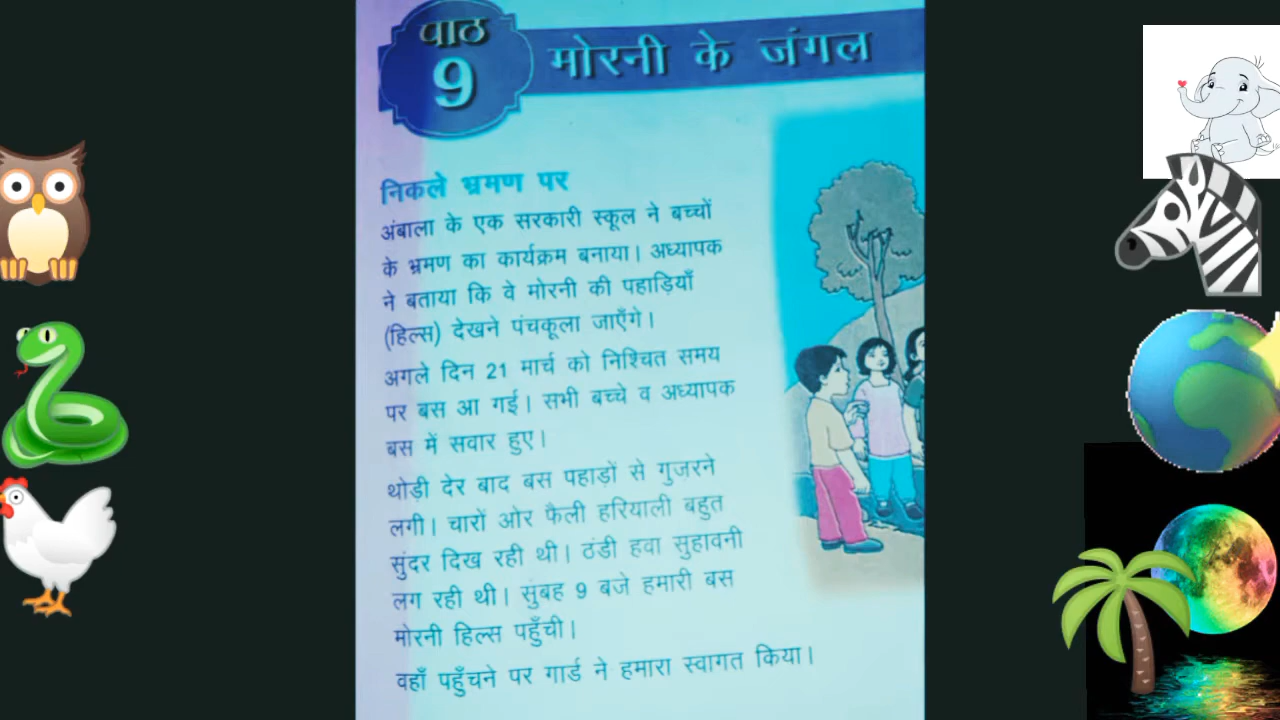 पाठ
9
मोरनी के जंगल
निकले भ्रमण पर
अंबाला के एक सरकारी स्कूल ने बच्चों
के भ्रमण का कार्यक्रम बनाया। अध्यापक
ने बताया कि वे मोरनी की पहाड़ियाँ
(हिल्स) देखने पंचकूला जाएँगे।
अगले दिन 21 मार्च को निश्चित समय
पर बस आ गई। सभी बच्चे व अध्यापक
बस में सवार हुए।
थोड़ी देर बाद बस पहाड़ों से गुजरने
लगी। चारों ओर फैली हरियाली बहुत
सुंदर दिख रही थी। ठंडी हवा सुहावनी
लग रही थी। सुबह 9 बजे हमारी बस
मोरनी हिल्स पहुँची।
वहाँ पहुँचने पर गार्ड ने हमारा स्वागत किया।